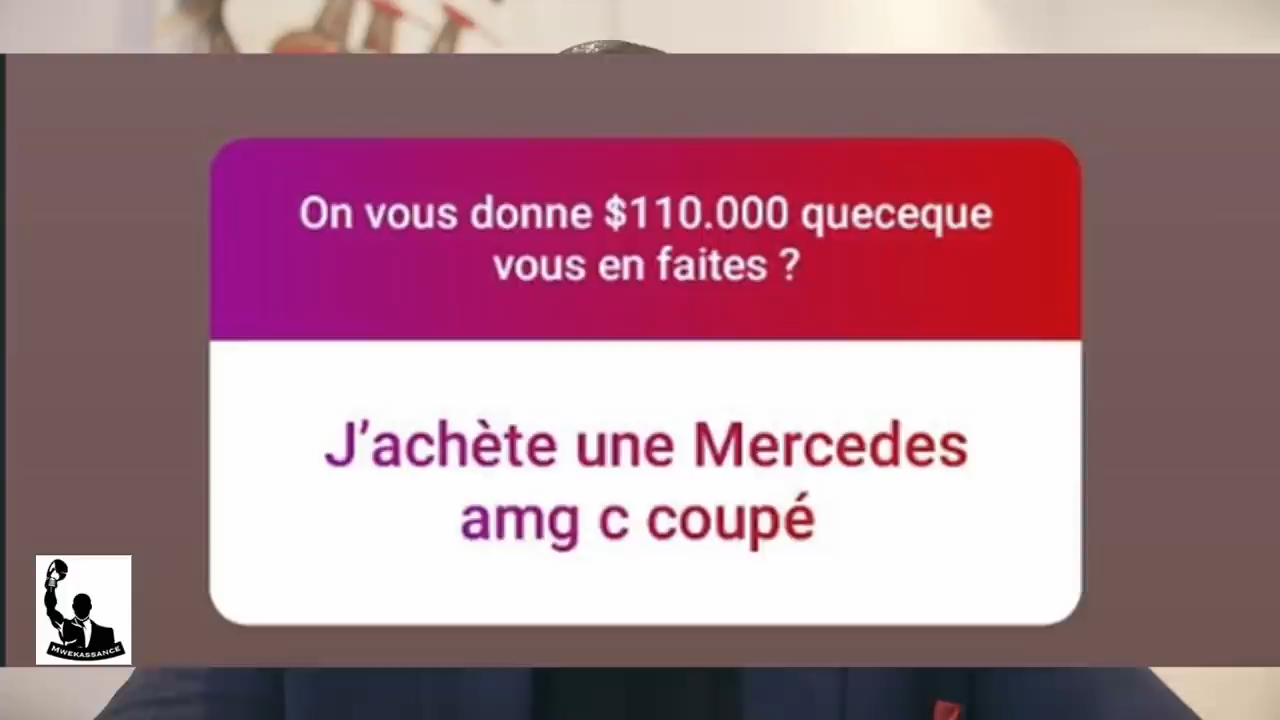 On vous donne $110.000 queceque
vous en faites ?
J'achète une Mercedes
amg c coupé
MWEKASSANCE